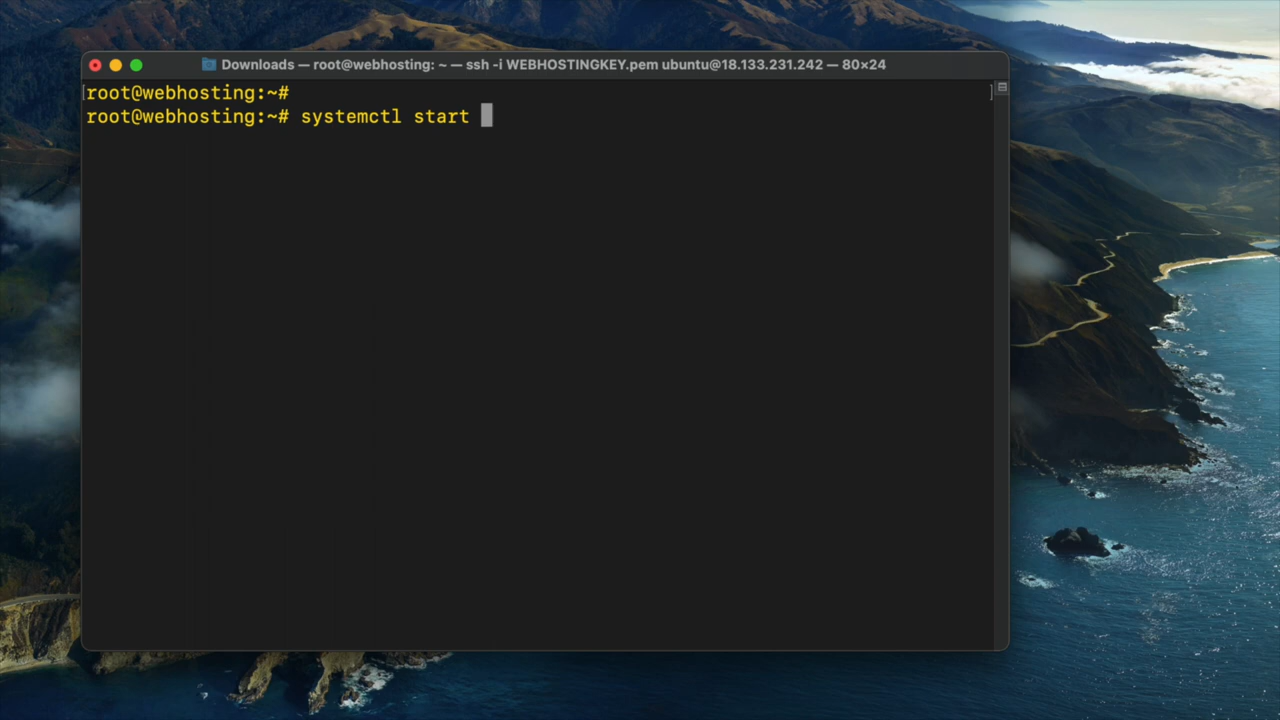 Downloads — root@webhosting: ~ — ssh -i WEBHOSTINGKEY.pem ubuntu@18.133.231.242 — 80×24
[root@webhosting:~# ]
root@webhosting:~# systemctl start